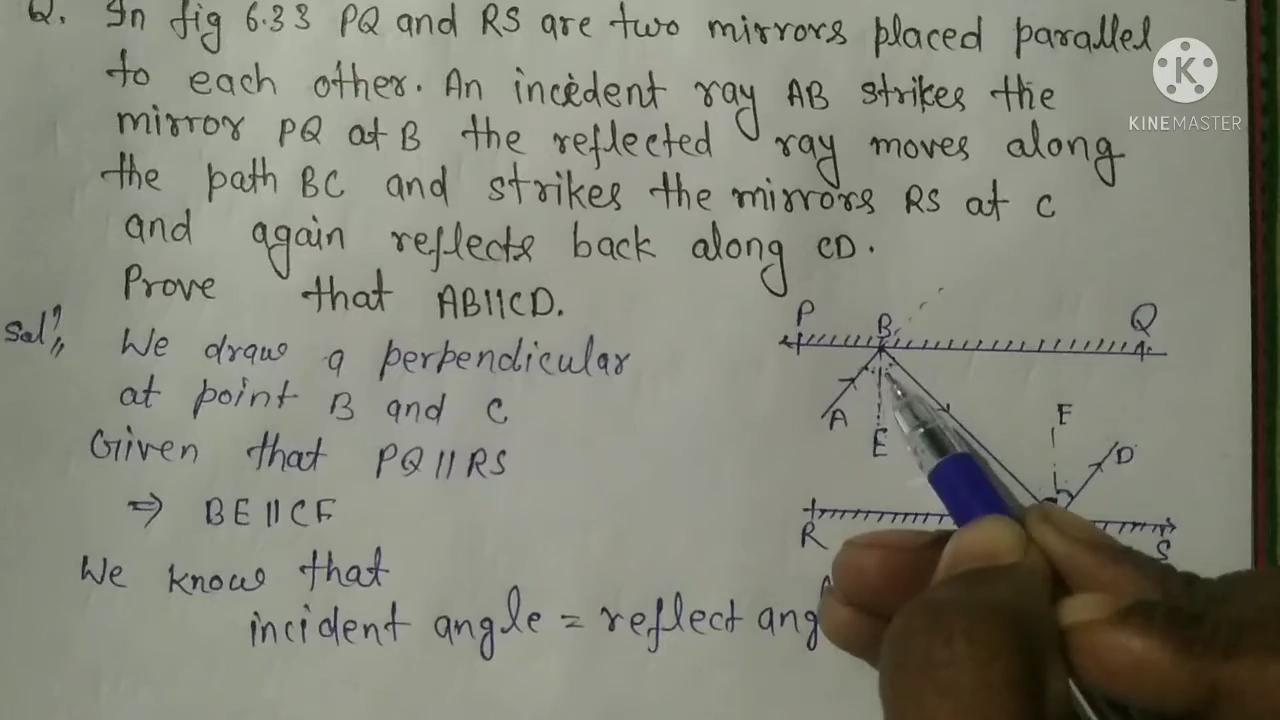 Q. In fig 6.33 PQ and RS are two mirrors placed parallel
to each other. An incident ray AB strikes the
mirror PQ at B the reflected ray moves along
the path BC and strikes the mirrors RS at C
and again reflects back along CD.
Prove that AB||CD.
Sol?,,
We draw a perpendicular
at point B and C
Given that PQ || RS
⇒ BE || CF
We know that
incident angle = reflect ang
P
B
Q
A
E
F
D
R
S
K
KINEMASTER